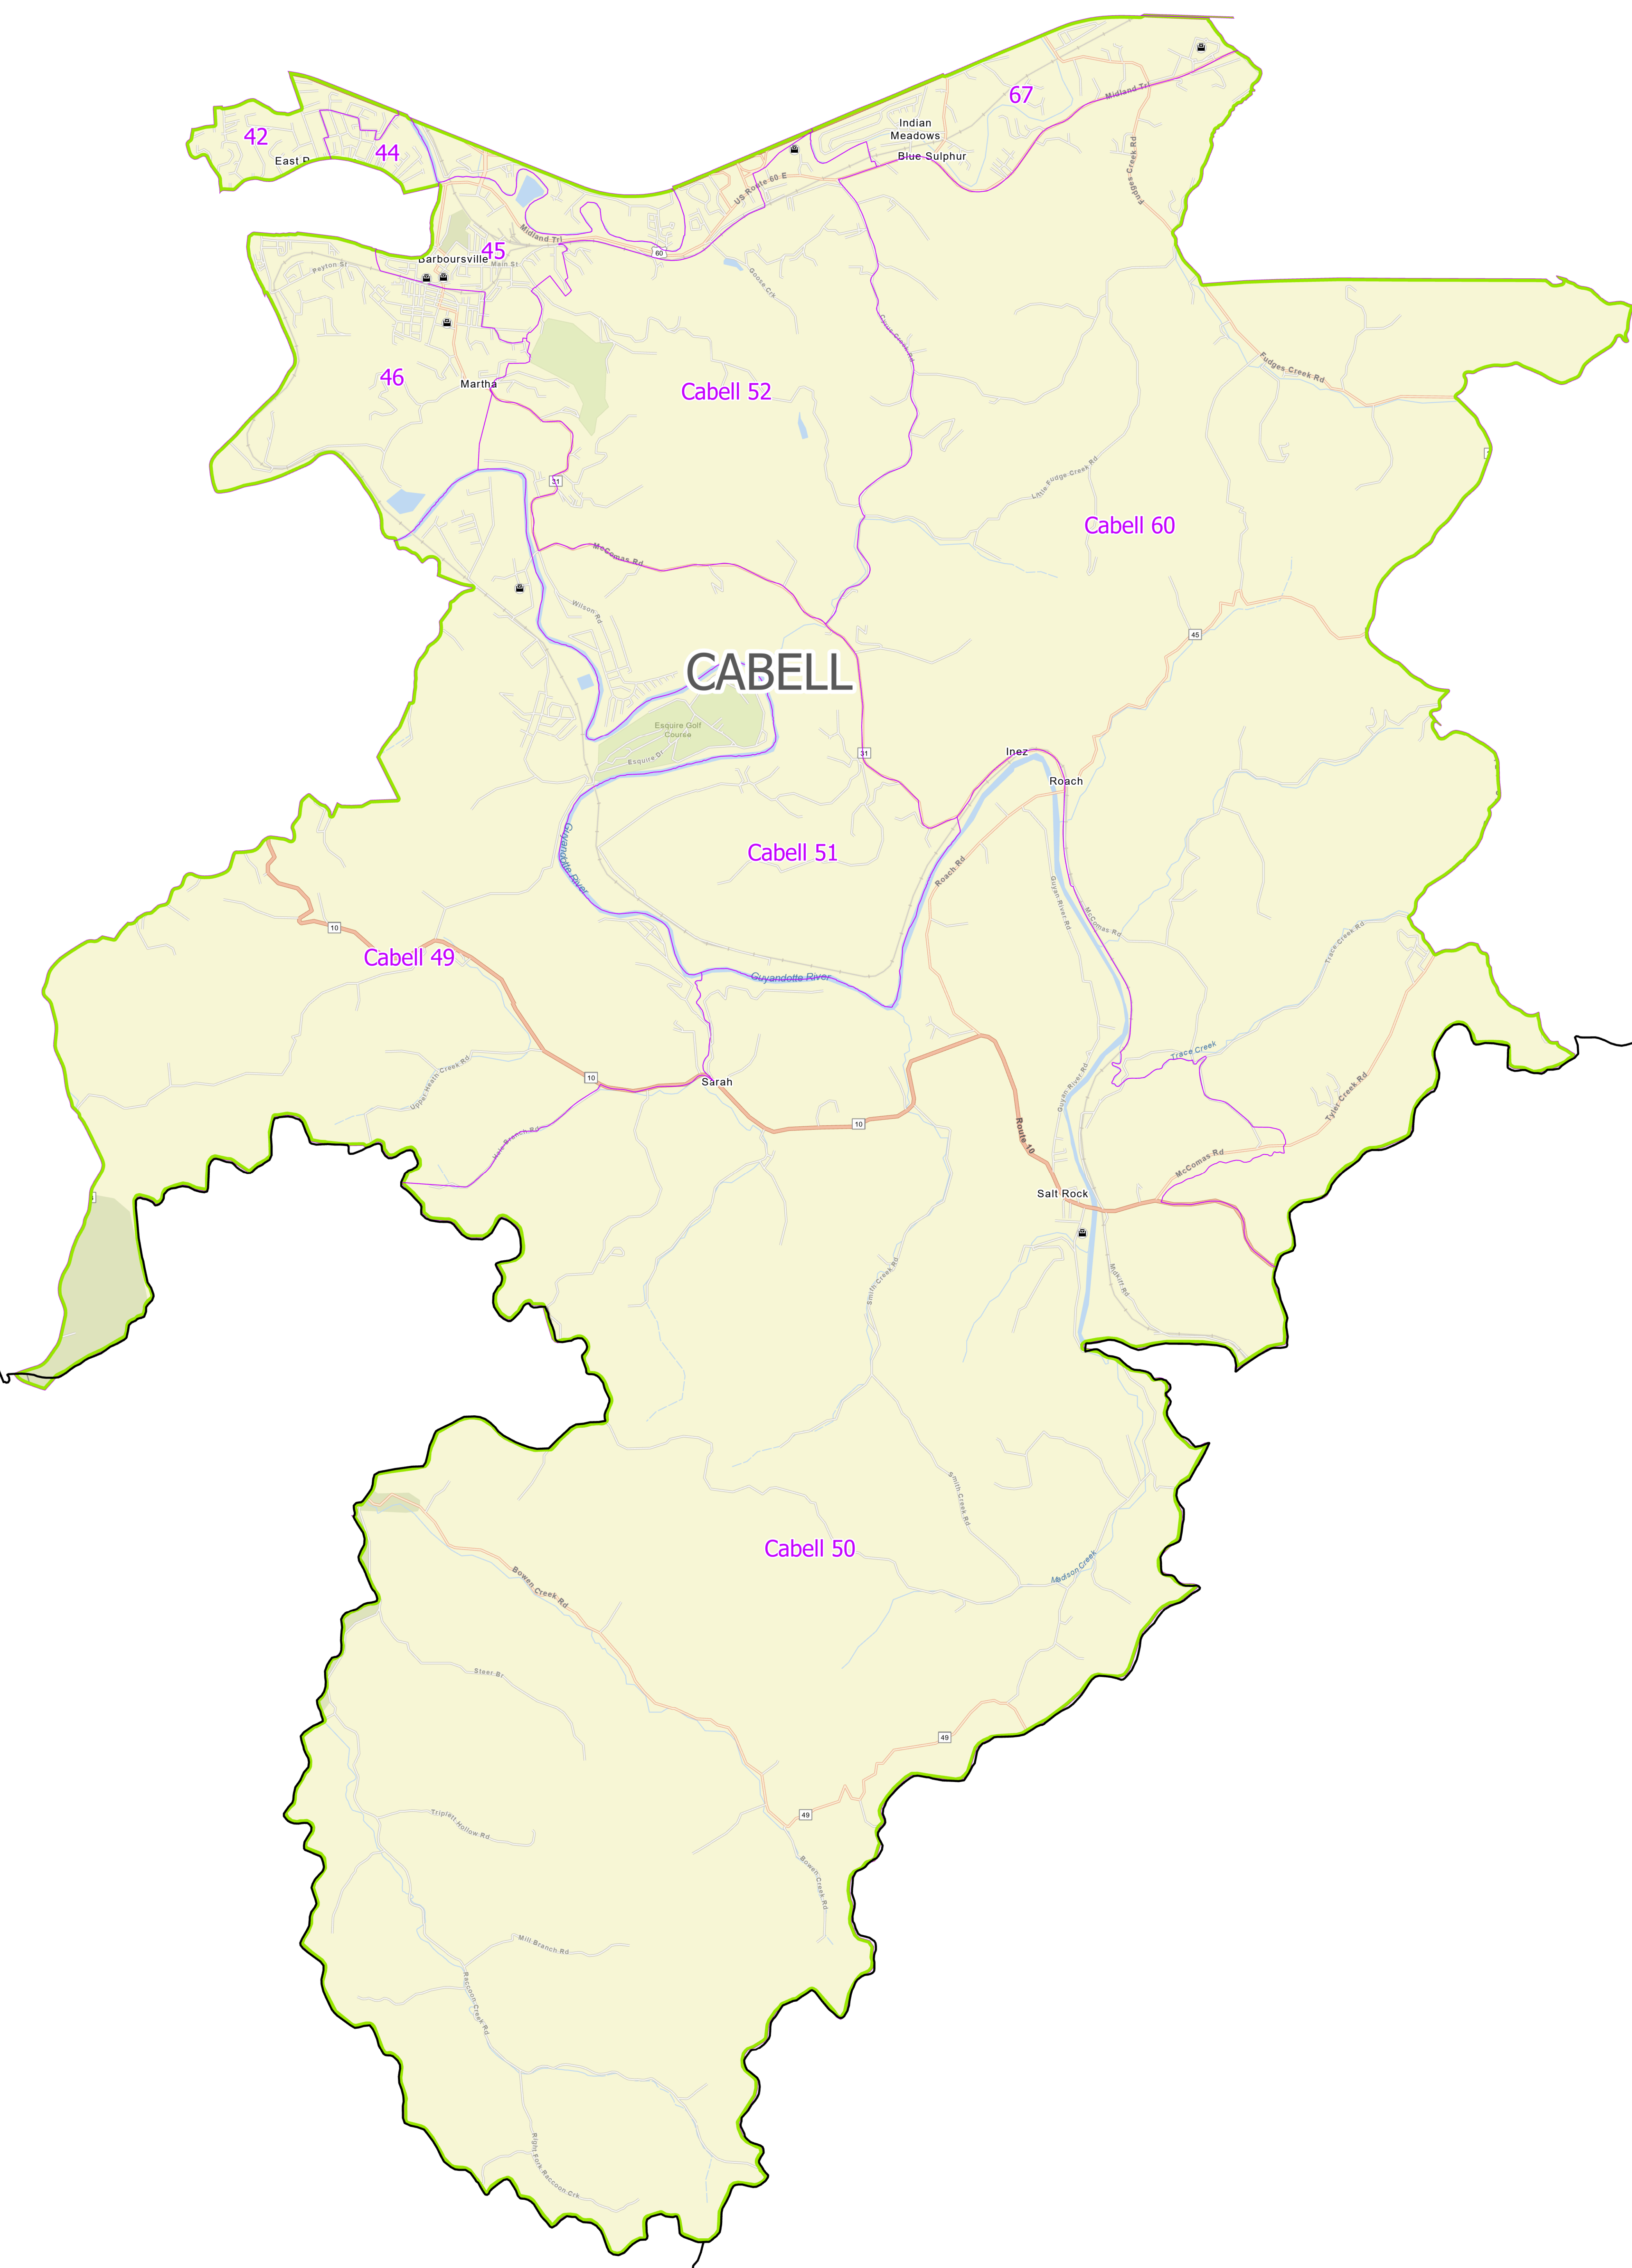 67
Midland Trl
Indian
Meadows
42
44
East P
Blue Sulphur
Fudges Creek Rd
US Route 60 E
Midland Trl
45
60
Barboursville
Main St
Peyton St
Goose Crk
Fudges Creek Rd
46
Martha
Cabell 52
Little Fudge Creek Rd
31
Cabell 60
McComas Rd
Wilson Rd
45
CABELL
Esquire Golf
Course
Esquire Dr
31
Inez
Roach
Guyandotte River
Cabell 51
Roach Rd
Guyan River Rd
McComas Rd
10
Cabell 49
Trace Creek Rd
Guyandotte River
Trace Creek
Upper Heath Creek Rd
10
Sarah
Guyan River Rd
Tyler Creek Rd
10
Route 10
McComas Rd
Salt Rock
Smith Creek Rd
Midkiff Rd
Smith Creek Rd
Cabell 50
Madison Creek
Bowen Creek Rd
Steer Br
49
Triplett Hollow Rd
49
Bowen Creek Rd
Mill Branch Rd
Raccoon Creek Rd
Right Fork Raccoon Crk